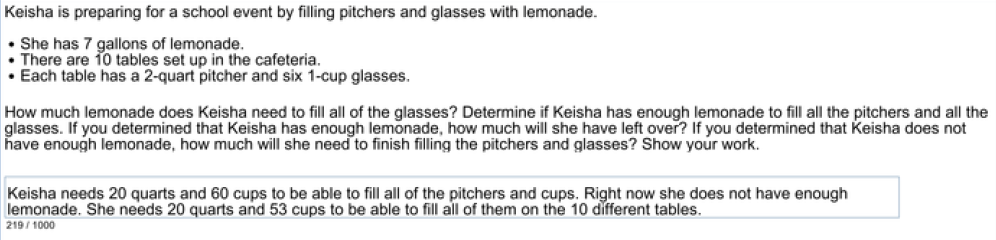 Keisha is preparing for a school event by filling pitchers and glasses with lemonade.
• She has 7 gallons of lemonade.
• There are 10 tables set up in the cafeteria.
• Each table has a 2-quart pitcher and six 1-cup glasses.
How much lemonade does Keisha need to fill all of the glasses? Determine if Keisha has enough lemonade to fill all the pitchers and all the
glasses. If you determined that Keisha has enough lemonade, how much will she have left over? If you determined that Keisha does not
have enough lemonade, how much will she need to finish filling the pitchers and glasses? Show your work.
Keisha needs 20 quarts and 60 cups to be able to fill all of the pitchers and cups. Right now she does not have enough
lemonade. She needs 20 quarts and 53 cups to be able to fill all of them on the 10 different tables.
219 / 1000